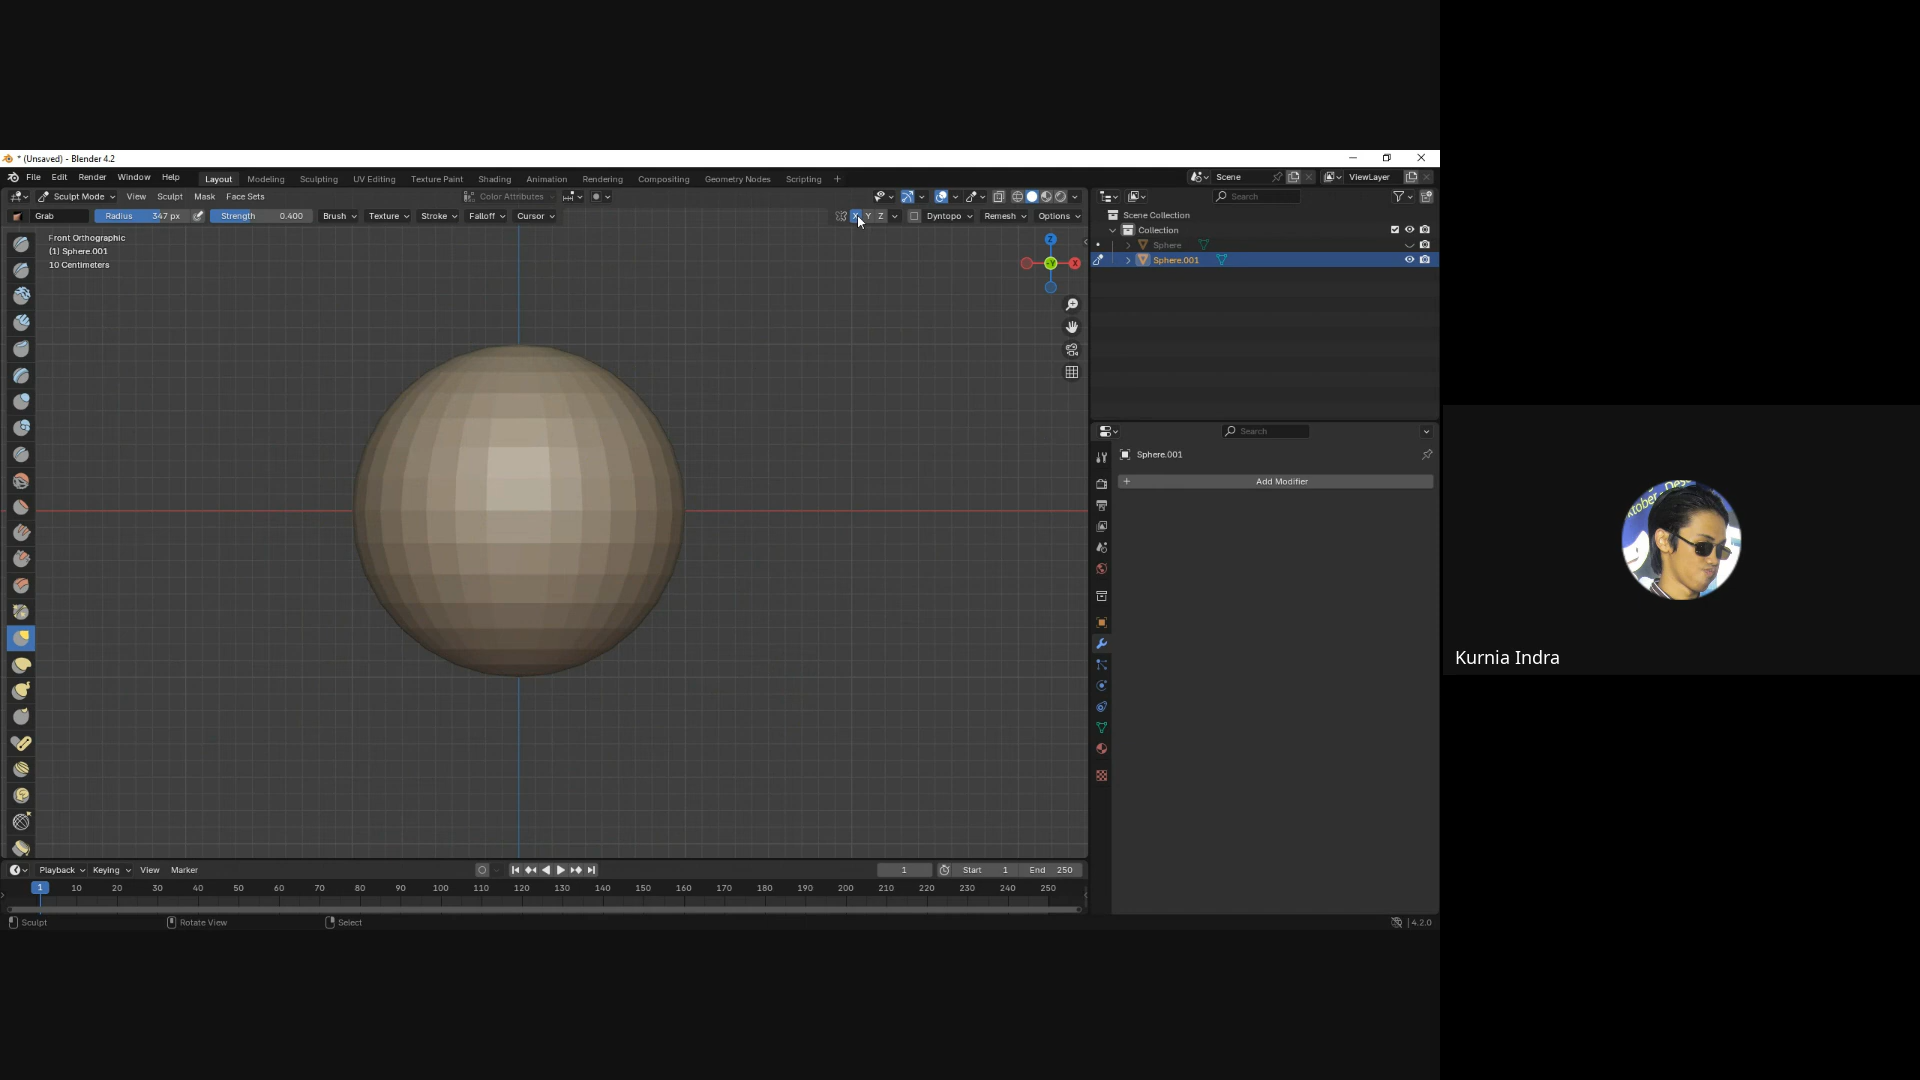 * (Unsaved) - Blender 4.2
File Edit Render Window Help Layout Modeling Sculpting UV Editing Texture Paint Shading Animation Rendering Compositing Geometry Nodes Scripting + Scene ViewLayer
Sculpt Mode View Sculpt Mask Face Sets Color Attributes Search
Grab Radius 347 px Strength 0.400 Brush Texture Stroke Falloff Cursor X Y Z Dyntopo Remesh Options
Scene Collection
Collection
Sphere
Sphere.001
Front Orthographic
(1) Sphere.001
10 Centimeters
Z
Y
X
Search
Sphere.001
+ Add Modifier
Kurnia Indra
Playback Keying View Marker 1 Start 1 End 250
1 10 20 30 40 50 60 70 80 90 100 110 120 130 140 150 160 170 180 190 200 210 220 230 240 250
Sculpt Rotate View Select 4.2.0